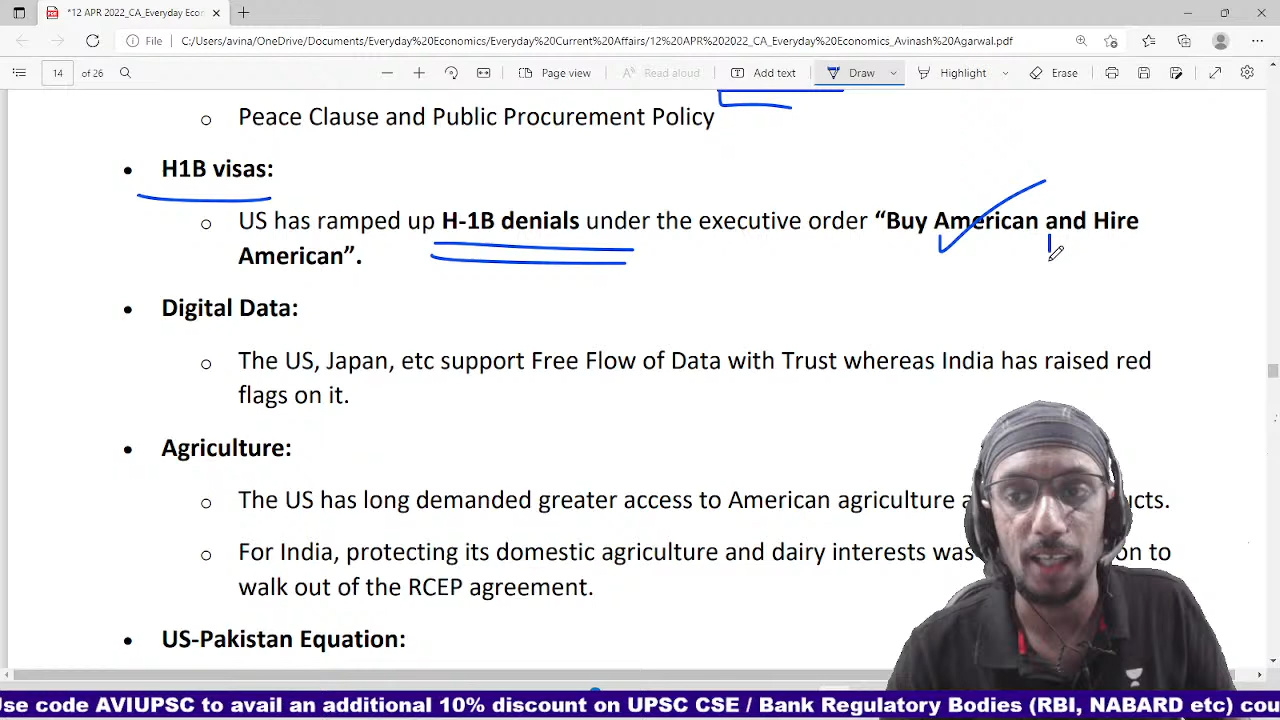 *12 APR 2022_CA_Everyday Econ
File C:/Users/avina/OneDrive/Documents/Everyday%20Economics/Everyday%20Current%20Affairs/12%20APR%202022_CA_Everyday%20Economics_Avinash%20Agarwal.pdf
14 of 26 Page view Read aloud Add text Draw Highlight Erase
Peace Clause and Public Procurement Policy
H1B visas:
US has ramped up H-1B denials under the executive order “Buy American and Hire
American”.
Digital Data:
The US, Japan, etc support Free Flow of Data with Trust whereas India has raised red
flags on it.
Agriculture:
The US has long demanded greater access to American agriculture
For India, protecting its domestic agriculture and dairy interests was to
walk out of the RCEP agreement.
US-Pakistan Equation:
Use code AVIUPSC to avail an additional 10% discount on UPSC CSE / Bank Regulatory Bodies (RBI, NABARD etc) cou